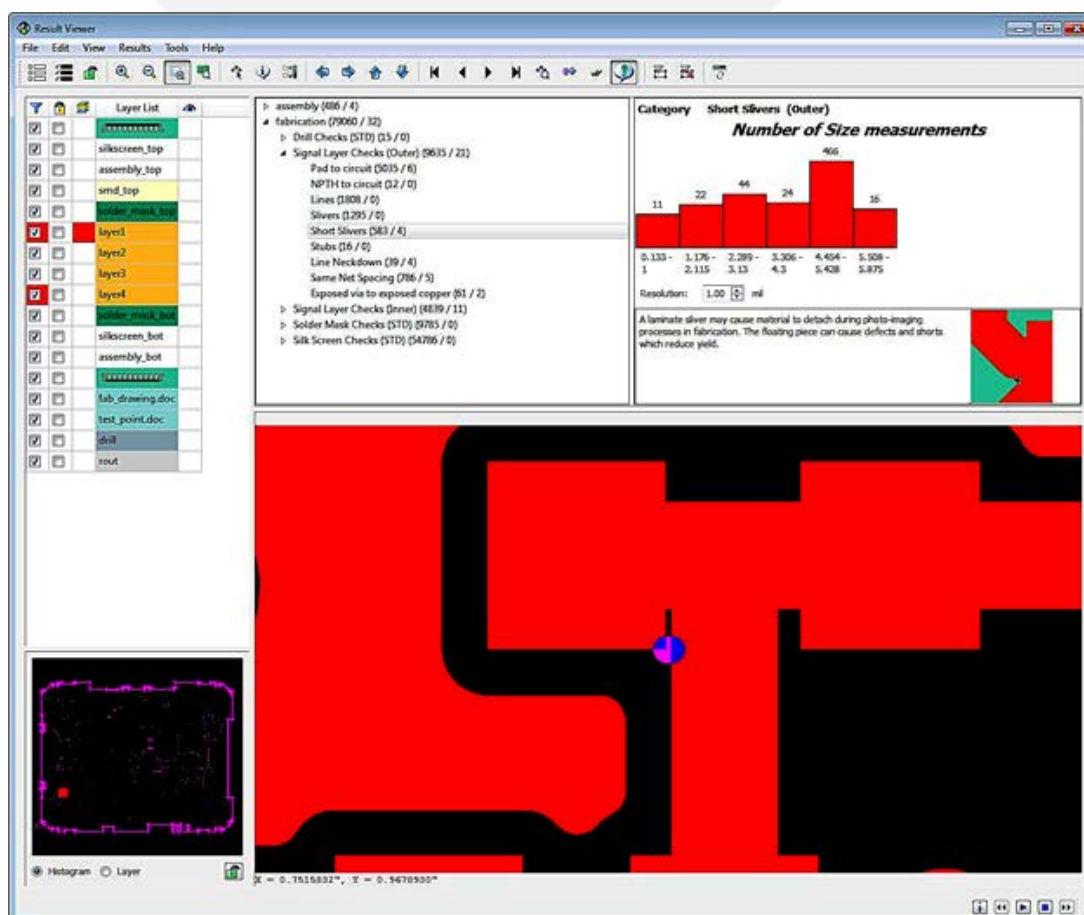 Result Viewer
File Edit View Results Tools Help
Layer List
silkscreen_top
assembly_top
smd_top
solder_mask_top
layer1
layer2
layer3
layer4
solder_mask_bot
silkscreen_bot
assembly_bot
fab_drawing.doc
test_point.doc
drill
rout
Histogram Layer
assembly (486 / 4)
fabrication (79060 / 32)
Drill Checks (STD) (15 / 0)
Signal Layer Checks (Outer) (9635 / 21)
Pad to circuit (5035 / 6)
NPTH to circuit (12 / 0)
Lines (1808 / 0)
Slivers (1295 / 0)
Short Slivers (583 / 4)
Stubs (16 / 0)
Line Neckdown (39 / 4)
Same Net Spacing (786 / 5)
Exposed via to exposed copper (61 / 2)
Signal Layer Checks (Inner) (4839 / 11)
Solder Mask Checks (STD) (9785 / 0)
Silk Screen Checks (STD) (54786 / 0)
Category Short Slivers (Outer)
Number of Size measurements
11 22 44 24 466 16
0.133 - 1.176 - 2.289 - 3.306 - 4.454 - 5.508 -
1 2.115 3.13 4.3 5.428 5.875
Resolution: 1.00 mil
A laminate sliver may cause material to detach during photo-imaging
processes in fabrication. The floating piece can cause defects and shorts
which reduce yield.
X = 0.7515832", Y = 0.9678930"